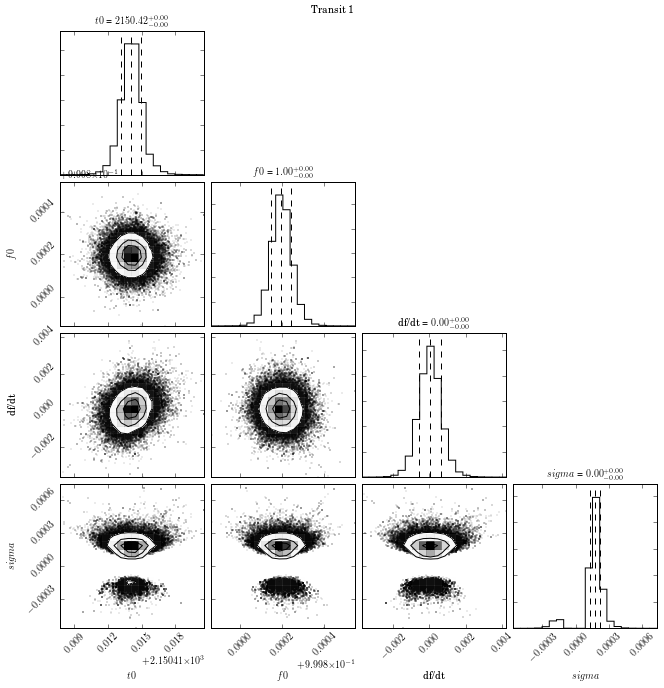 Transit 1
t0 = 2150.42 +0.00 −0.00
f0 = 1.00 +0.00 −0.00
0.0004
0.0002
0.0000
f0
df/dt = 0.00 +0.00 −0.00
0.004
0.002
0.000
−0.002
df/dt
sigma = 0.00 +0.00 −0.00
0.0006
0.0003
0.0000
−0.0003
sigma
0.009 0.012 0.015 0.018 0.0000 0.0002 0.0004 −0.002 0.000 0.002 0.004 −0.0003 0.0000 0.0003 0.0006
+2.15041×10³ +9.998×10⁻¹
t0 f0 df/dt sigma